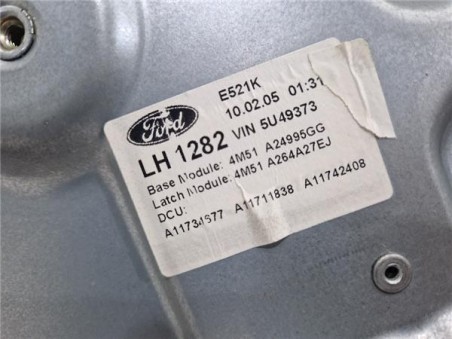 E521K
10.02.05 01:31
Ford
LH 1282 VIN 5U49373
Base Module: 4M51 A24995GG
Latch Module: 4M51 A264A27EJ
DCU:
A11734577 A11711838 A11742408